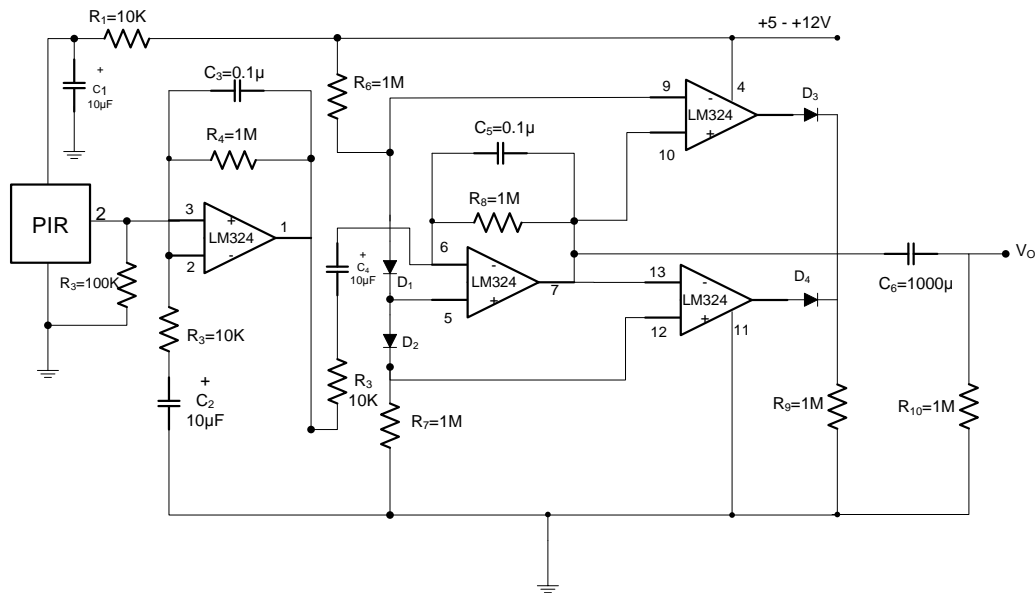 R1=10K
+5 - +12V
+
C1
10µF
C3=0.1µ
R6=1M
R4=1M
9
4
-
LM324
+
10
D3
C5=0.1µ
R8=1M
PIR
2
3
+
LM324
-
1
2
R3=100K
+
C4
10µF
6
-
LM324
+
7
5
D1
13
-
LM324
+
12
11
D4
C6=1000µ
VO
R3=10K
D2
+
C2
10µF
R3
10K
R7=1M
R9=1M
R10=1M